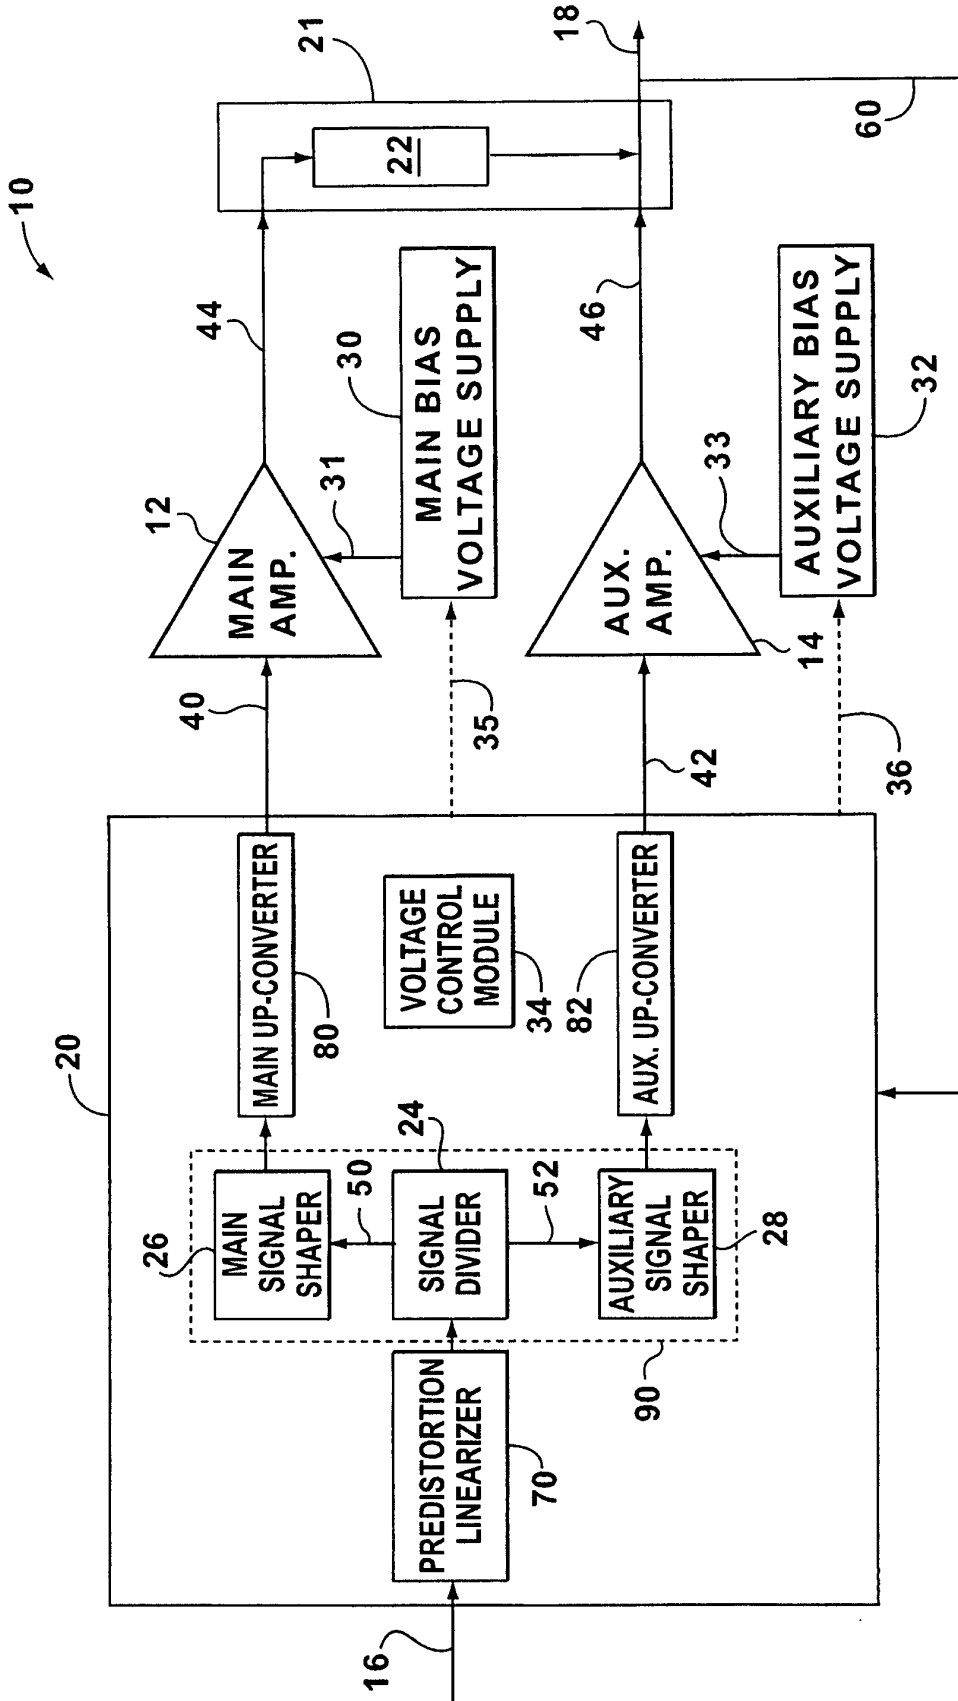 10
16
20
PREDISTORTION
LINEARIZER
70
26
MAIN
SIGNAL
SHAPER
50
24
SIGNAL
DIVIDER
52
AUXILIARY
SIGNAL
SHAPER
28
90
MAIN UP-CONVERTER
80
VOLTAGE
CONTROL
MODULE
34
82
AUX. UP-CONVERTER
40
12
MAIN
AMP.
31
30
MAIN BIAS
VOLTAGE SUPPLY
35
44
42
AUX.
AMP.
14
33
AUXILIARY BIAS
VOLTAGE SUPPLY
32
36
46
21
22
18
60